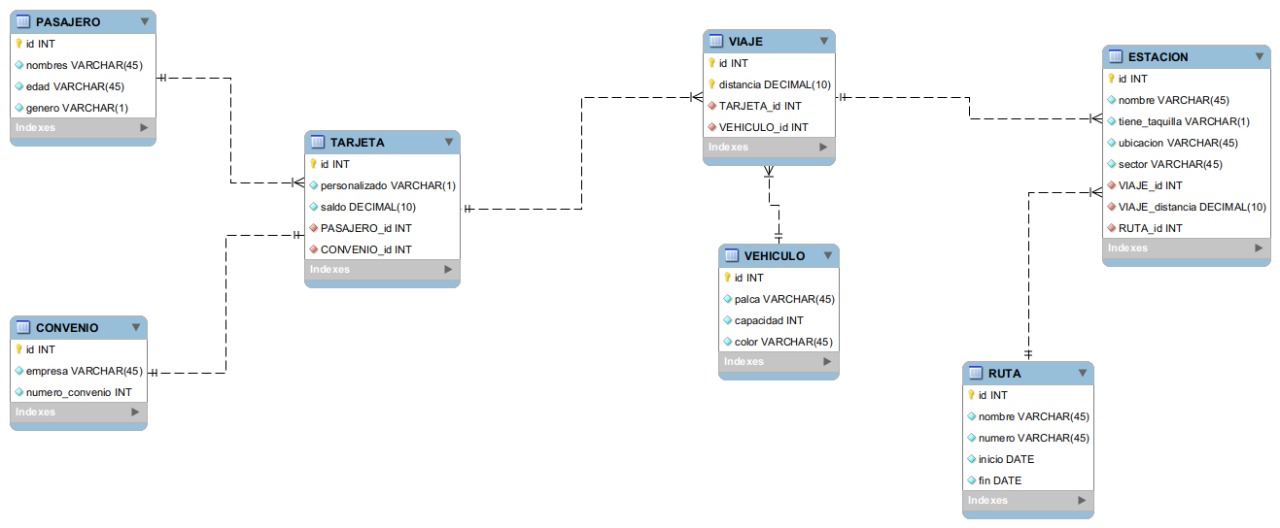 PASAJERO
id INT
nombres VARCHAR(45)
edad VARCHAR(45)
genero VARCHAR(1)
Indexes
TARJETA
id INT
personalizado VARCHAR(1)
saldo DECIMAL(10)
PASAJERO_id INT
CONVENIO_id INT
Indexes
CONVENIO
id INT
empresa VARCHAR(45)
numero_convenio INT
Indexes
VIAJE
id INT
distancia DECIMAL(10)
TARJETA_id INT
VEHICULO_id INT
Indexes
VEHICULO
id INT
palca VARCHAR(45)
capacidad INT
color VARCHAR(45)
Indexes
ESTACION
id INT
nombre VARCHAR(45)
tiene_taquilla VARCHAR(1)
ubicacion VARCHAR(45)
sector VARCHAR(45)
VIAJE_id INT
VIAJE_distancia DECIMAL(10)
RUTA_id INT
Indexes
RUTA
id INT
nombre VARCHAR(45)
numero VARCHAR(45)
inicio DATE
fin DATE
Indexes